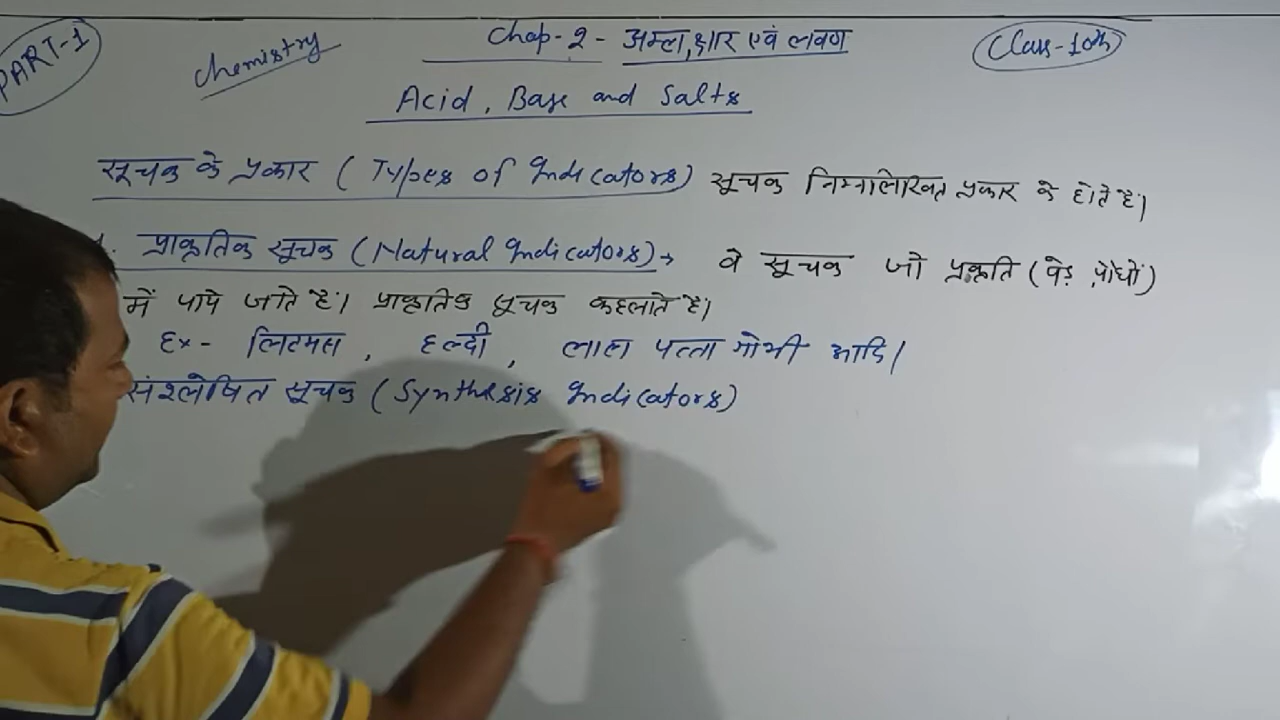 PART-1
Chemistry
Chap-2- अम्ल,क्षार एवं लवण
Class-10th
Acid, Base and Salts
सूचक के प्रकार (Types of Indicators) सूचक निम्नलिखित प्रकार के होते हैं।
1. प्राकृतिक सूचक (Natural Indicators)→ वे सूचक जो प्रकृति (पेड़ पौधों)
में पाये जाते हैं। प्राकृतिक सूचक कहलाते हैं।
Ex- लिटमस, हल्दी, लाल पत्ता गोभी आदि।
संश्लेषित सूचक (Synthesis Indicators)